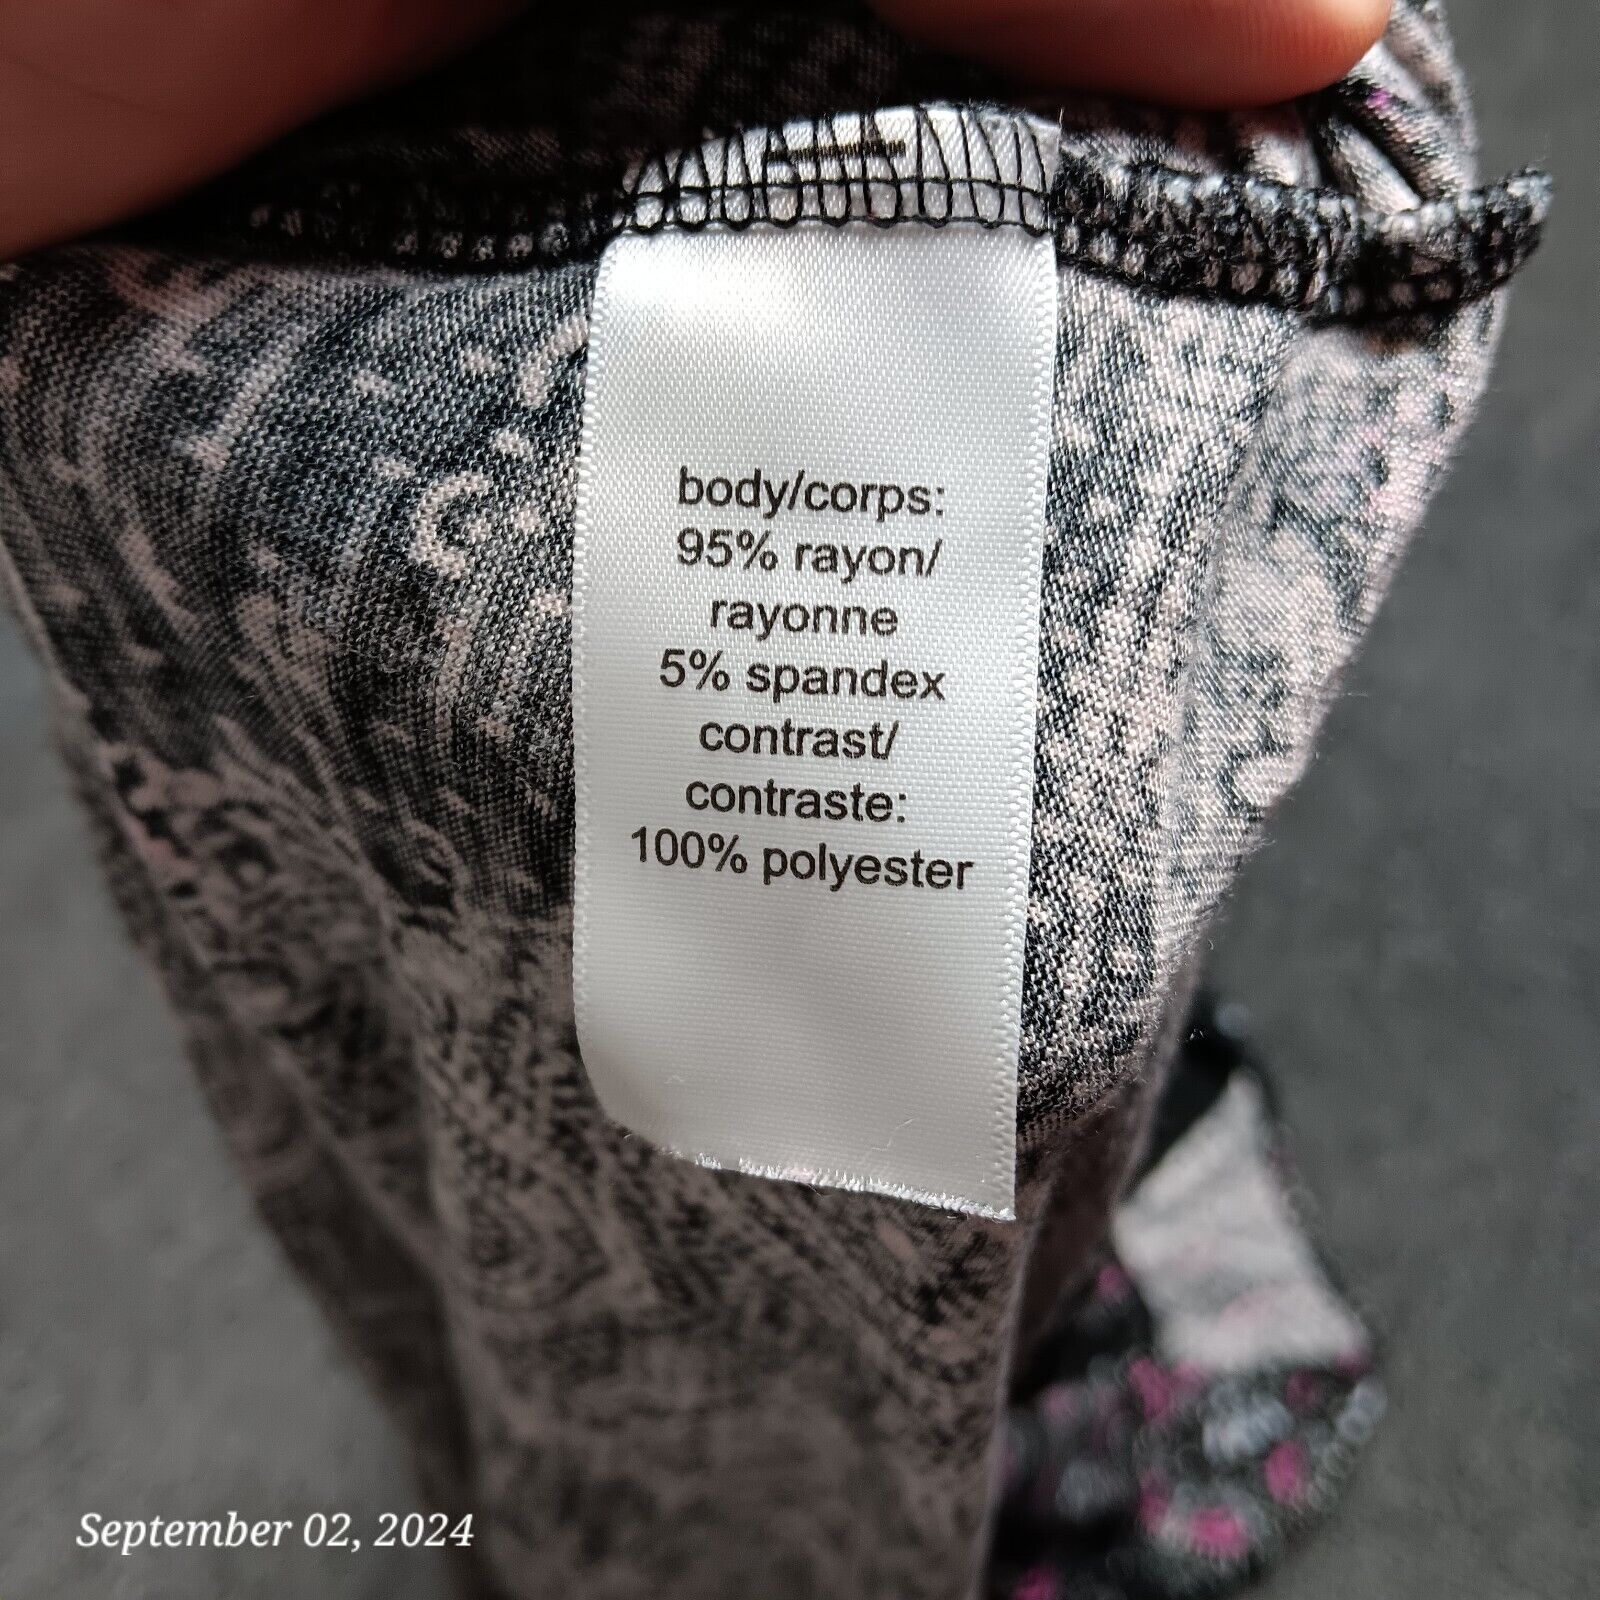 body/corps:
95% rayon/
rayonne
5% spandex
contrast/
contraste:
100% polyester
September 02, 2024